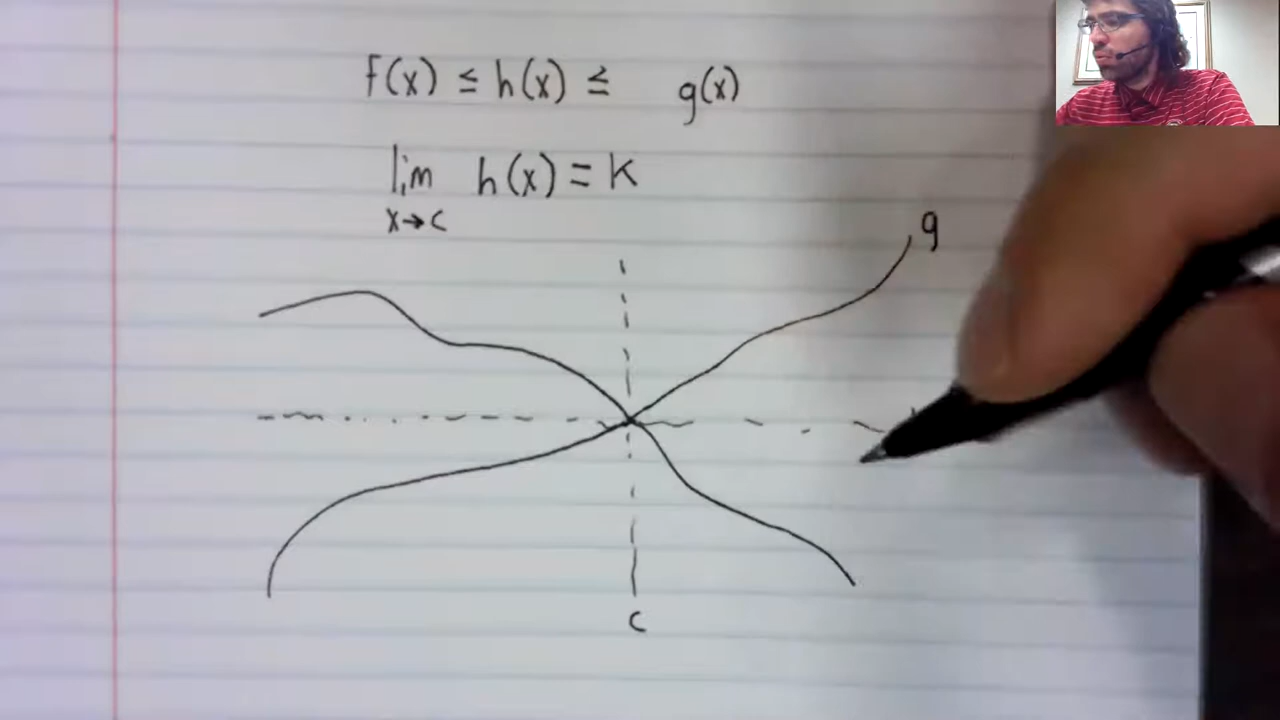 f(x) ≤ h(x) ≤ g(x)
lim h(x) = K
x→c
g
c